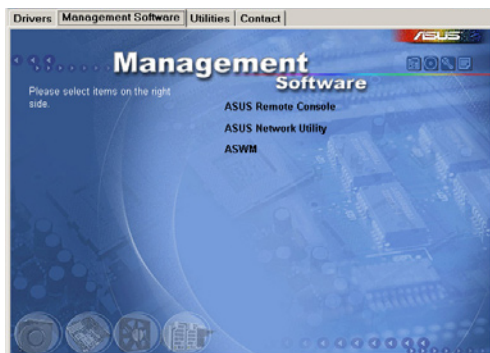 Drivers Management Software Utilities Contact
ASUS
Management
Software
Please select items on the right
side.
ASUS Remote Console
ASUS Network Utility
ASWM